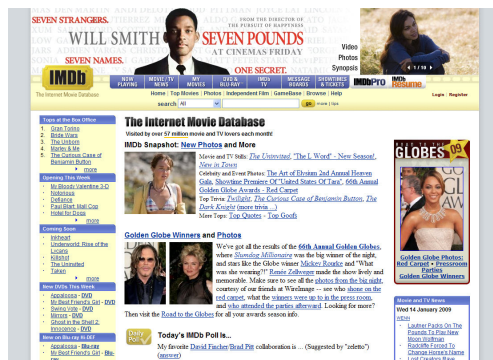 SEVEN STRANGERS.
FROM THE DIRECTOR OF
THE PURSUIT OF HAPPYNESS
WILL SMITH SEVEN POUNDS
AT CINEMAS FRIDAY
SEVEN NAMES.
ONE SECRET.
Video
Photos
Synopsis
1 / 10
IMDb
The Internet Movie Database
NOW PLAYING
MOVIE/TV NEWS
MY MOVIES
DVD & BLU-RAY
IMDb TV
MESSAGE BOARDS
SHOWTIMES & TICKETS
IMDbPro
IMDb Resume
Home | Top Movies | Photos | Independent Film | GameBase | Browse | Help
Login | Register
search All go more | tips
Tops at the Box Office
1. Gran Torino
2. Bride Wars
3. The Unborn
4. Marley & Me
5. The Curious Case of
Benjamin Button
more
Opening This Week
My Bloody Valentine 3-D
Notorious
Defiance
Paul Blart: Mall Cop
Hotel for Dogs
more
Coming Soon
Inkheart
Underworld: Rise of the
Lycans
Killshot
The Uninvited
Taken
more
New DVDs This Week
Appaloosa - DVD
My Best Friend's Girl - DVD
Swing Vote - DVD
Mirrors - DVD
Ghost in the Shell 2:
Innocence - DVD
New on Blu-ray Hi-Def
Appaloosa - Blu-ray
My Best Friend's Girl - Blu-
The Internet Movie Database
Visited by over 57 million movie and TV lovers each month!
IMDb Snapshot: New Photos and More
Movie and TV Stills: The Uninvited, "The L Word" - New Season!,
New in Town
Celebrity and Event Photos: The Art of Elysium 2nd Annual Heaven
Gala, Showtime Premiere Of 'United States Of Tara', 66th Annual
Golden Globe Awards - Red Carpet
Top Trivia: Twilight, The Curious Case of Benjamin Button, The
Dark Knight (more trivia ...)
More Tops: Top Quotes - Top Goofs
Golden Globe Winners and Photos
We've got all the results of the 66th Annual Golden Globes,
where Slumdog Millionaire was the big winner of the night,
and stars like the Golden winner Mickey Rourke and "What
was she wearing?!" Renée Zellweger made the show lively and
memorable. Make sure to see all the photos from the big night,
courtesy of our friends at WireImage -- see who shone on the
red carpet, what the winners were up to in the press room,
and who attended the parties afterward. Looking for more?
Then visit the Road to the Globes for all your awards season info.
Daily Poll
Today's IMDb Poll is...
My favorite David Fincher/Brad Pitt collaboration is ... (Suggested by "zeletto")
(answer)
ROAD TO THE
GLOBES 09
Golden Globe Photos:
Red Carpet • Pressroom
Parties
Golden Globe Winners
Movie and TV News
Wed 14 January 2009
WENN
Lautner Packs On The
Pounds To Play New
Moon Wolfman
Radcliffe Forced To
Change Horse's Name